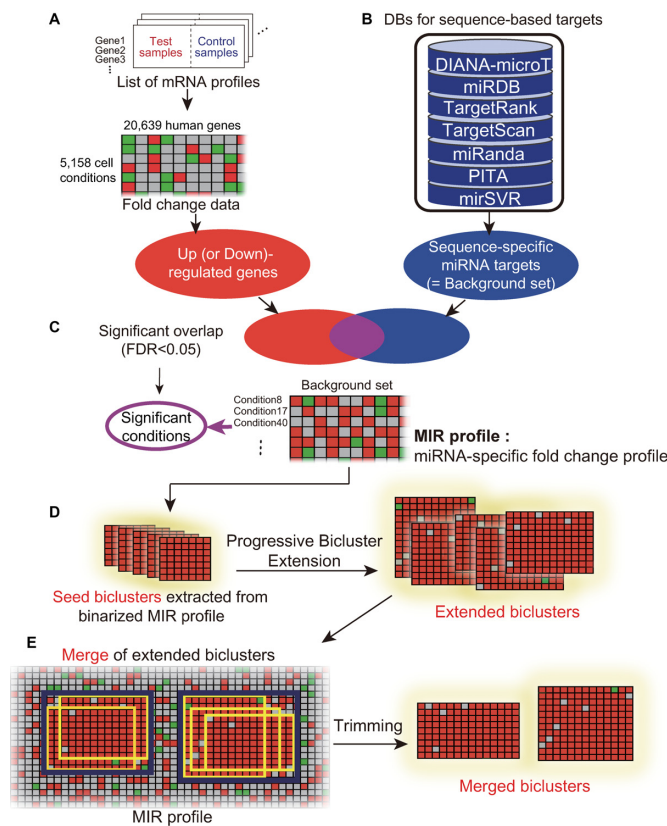 A
Gene1
Gene2
Gene3
Test samples
Control samples
List of mRNA profiles
20,639 human genes
5,158 cell conditions
Fold change data
Up (or Down)-
regulated genes
B
DBs for sequence-based targets
DIANA-microT
miRDB
TargetRank
TargetScan
miRanda
PITA
mirSVR
Sequence-specific
miRNA targets
(= Background set)
C
Significant overlap
(FDR<0.05)
Significant
conditions
Background set
Condition8
Condition17
Condition40
MIR profile :
miRNA-specific fold change profile
D
Seed biclusters extracted from
binarized MIR profile
Progressive Bicluster
Extension
Extended biclusters
E
Merge of extended biclusters
MIR profile
Trimming
Merged biclusters